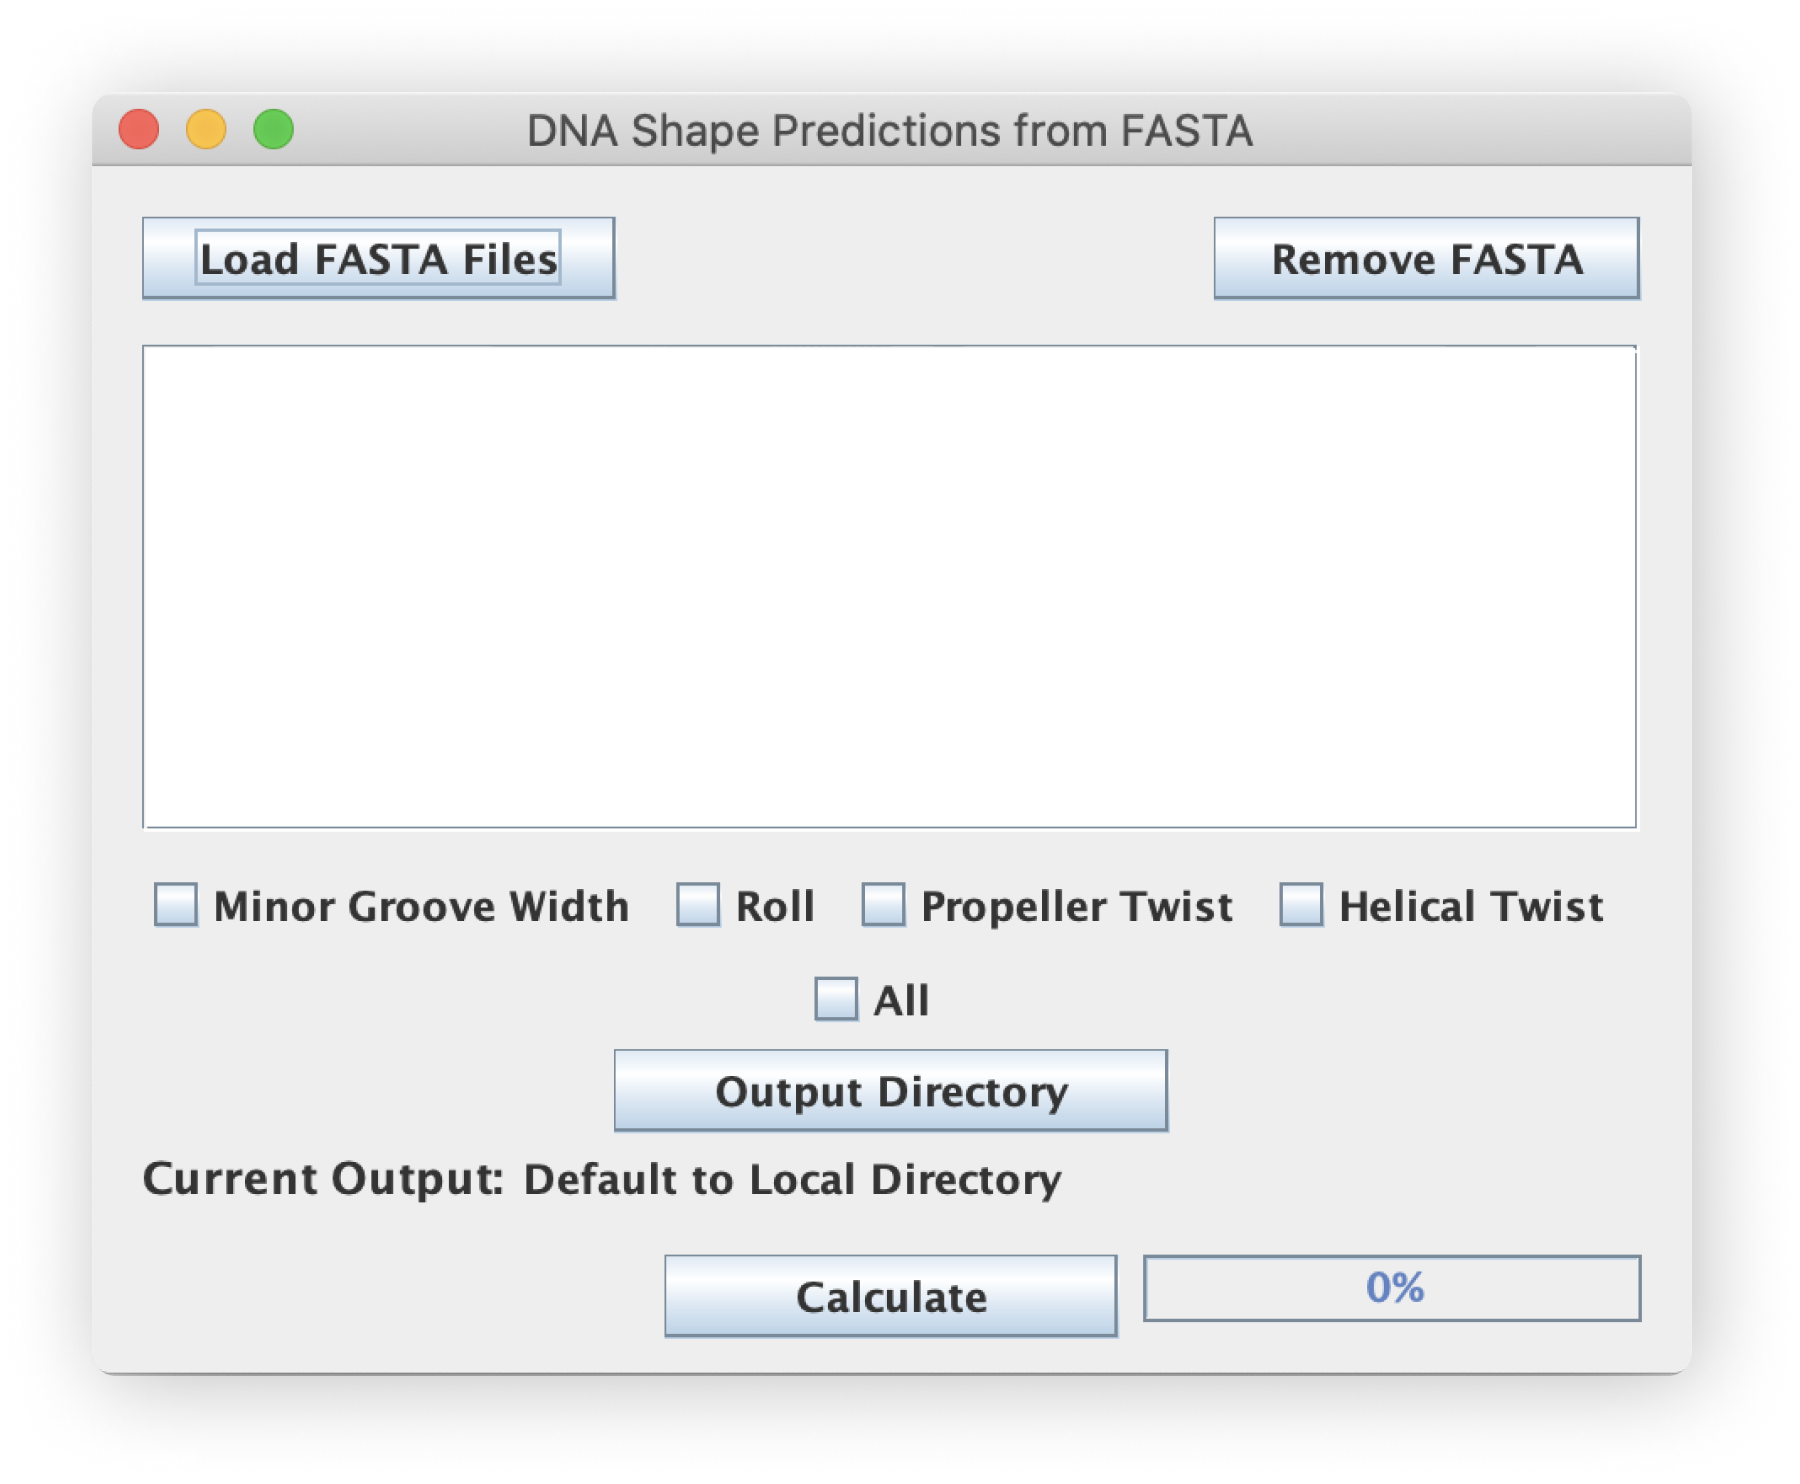 DNA Shape Predictions from FASTA
Load FASTA Files
Remove FASTA
Minor Groove Width
Roll
Propeller Twist
Helical Twist
All
Output Directory
Current Output: Default to Local Directory
Calculate
0%